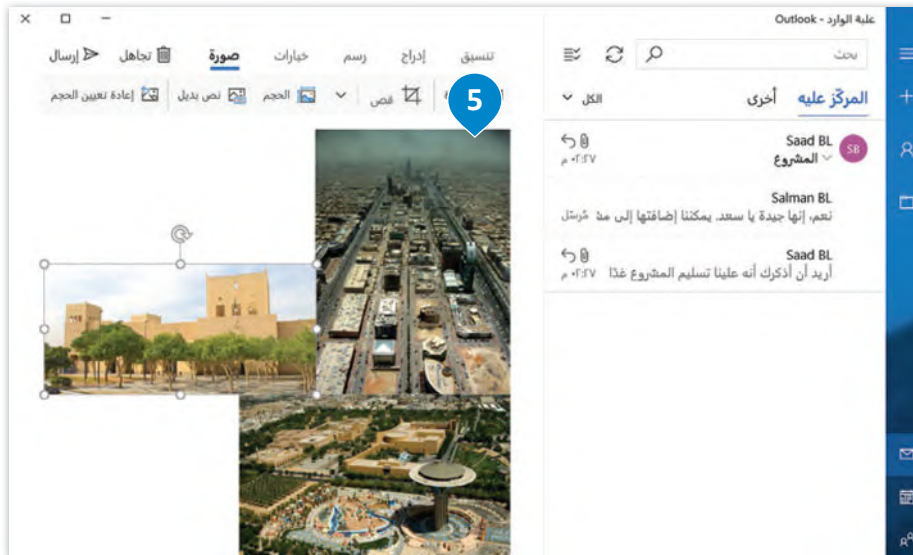 علبة الوارد - Outlook
بحث
المركّز عليه أخرى الكل
SB
Saad BL
المشروع
٠٢:٢٧ م
Salman BL
نعم، إنها جيدة يا سعد. يمكننا إضافتها إلى مذ مُرسَل
Saad BL
أريد أن أذكرك أنه علينا تسليم المشروع غدًا ٠٢:٢٧ م
تنسيق إدراج رسم خيارات صورة تجاهل إرسال
5
قص الحجم نص بديل إعادة تعيين الحجم